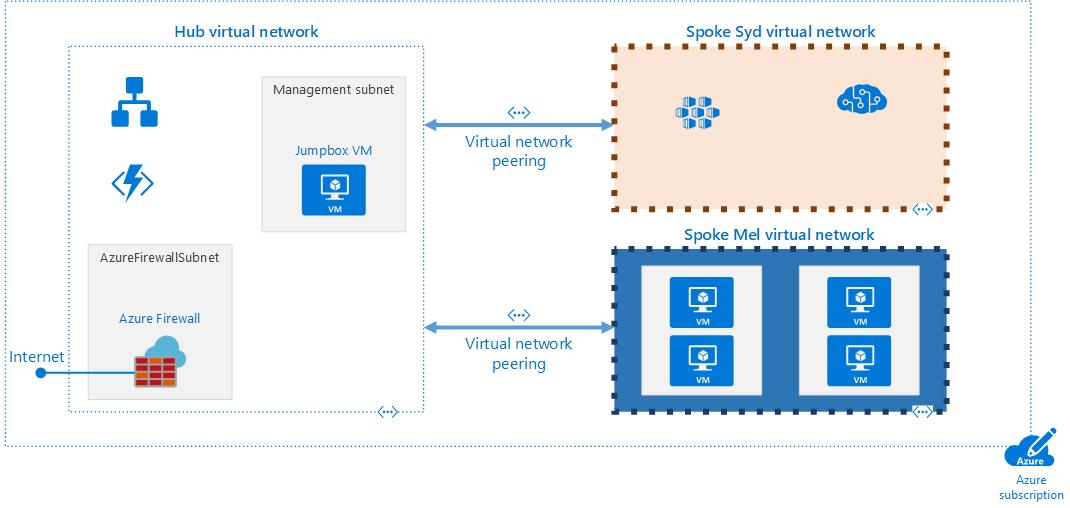 Hub virtual network
Spoke Syd virtual network
Management subnet
Jumpbox VM
VM
Virtual network
peering
AzureFirewallSubnet
Azure Firewall
Internet
Spoke Mel virtual network
Virtual network
peering
VM
VM
VM
VM
Azure
Azure
subscription